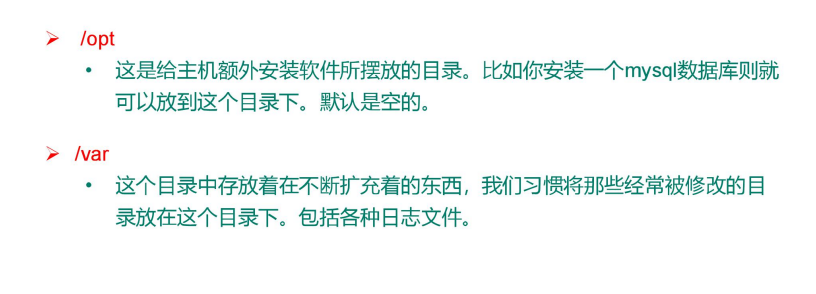 ➢ /opt
• 这是给主机额外安装软件所摆放的目录。比如你安装一个mysql数据库则就
可以放到这个目录下。默认是空的。
➢ /var
• 这个目录中存放着在不断扩充着的东西，我们习惯将那些经常被修改的目
录放在这个目录下。包括各种日志文件。